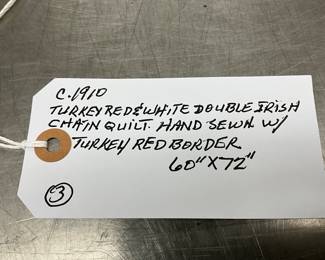 C.1910
TURKEY RED & WHITE DOUBLE IRISH
CHAIN QUILT. HAND SEWN W/
TURKEY RED BORDER
60" X 72"
3